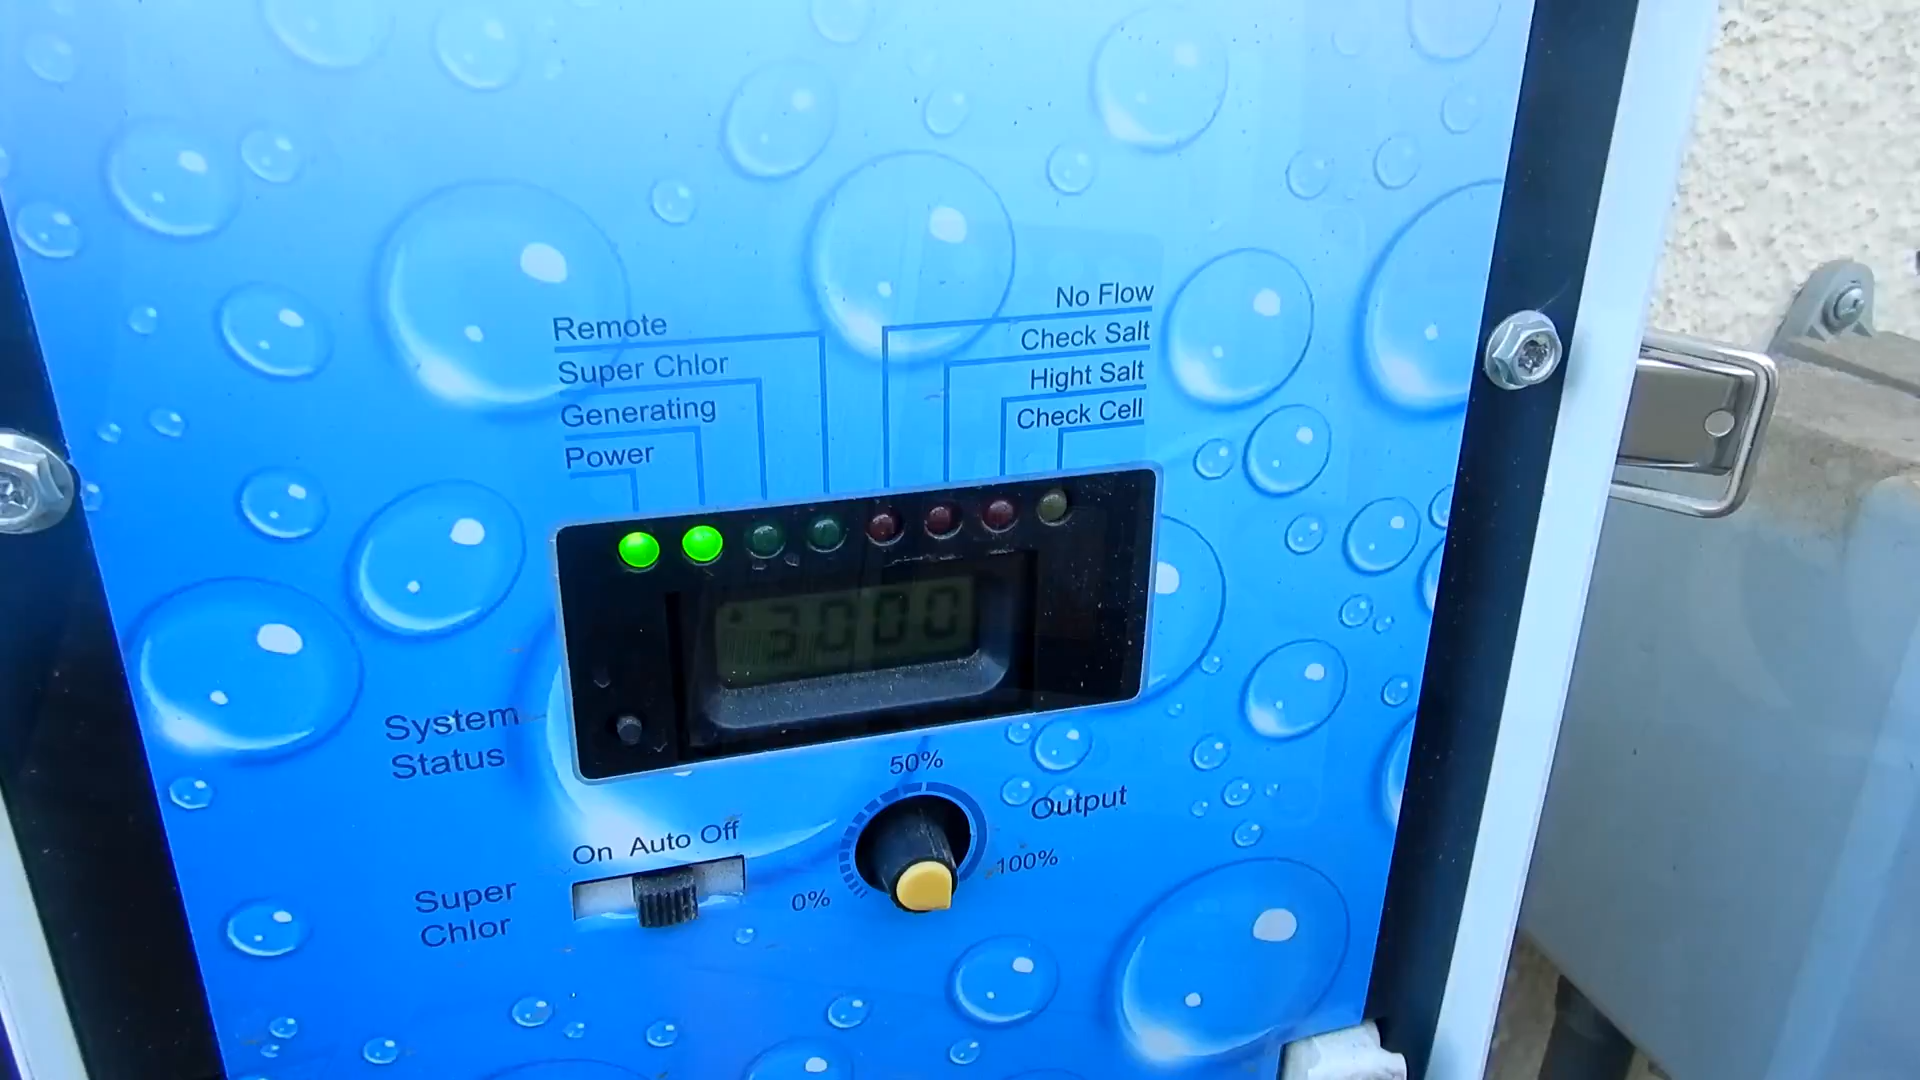 Remote
Super Chlor
Generating
Power
No Flow
Check Salt
Hight Salt
Check Cell
3000
System
Status
50%
Output
100%
0%
On Auto Off
Super
Chlor